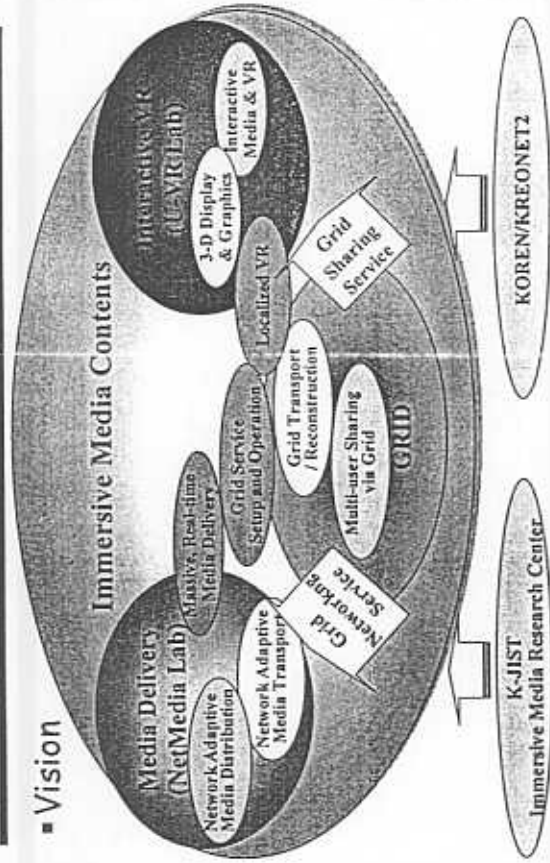 ▪ Vision
Immersive Media Contents
Media Delivery
(NetMedia Lab)
Network Adaptive
Media Distribution
Network Adaptive
Media Transport
Massive, Real-time
Media Delivery
Grid Service
Setup and Operation
Localized VR
Interactive VR
(U-VR Lab)
3-D Display
& Graphics
Interactive
Media & VR
Grid
Networkng
Service
Grid
Sharing
Service
Grid Transport
/ Reconstruction
Multi-user Sharing
via Grid
GRID
K-JIST
Immersive Media Research Center
KOREN/KREONET2